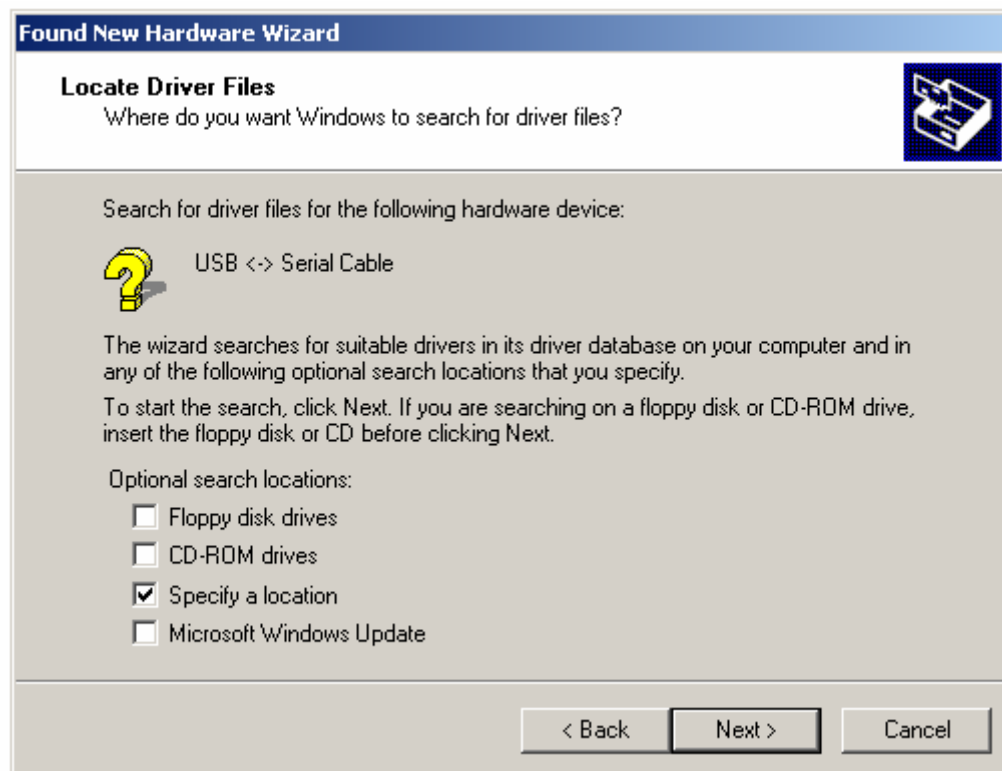 Found New Hardware Wizard
Locate Driver Files
Where do you want Windows to search for driver files?
Search for driver files for the following hardware device:
USB <-> Serial Cable
The wizard searches for suitable drivers in its driver database on your computer and in
any of the following optional search locations that you specify.
To start the search, click Next. If you are searching on a floppy disk or CD-ROM drive,
insert the floppy disk or CD before clicking Next.
Optional search locations:
Floppy disk drives
CD-ROM drives
Specify a location
Microsoft Windows Update
< Back Next > Cancel